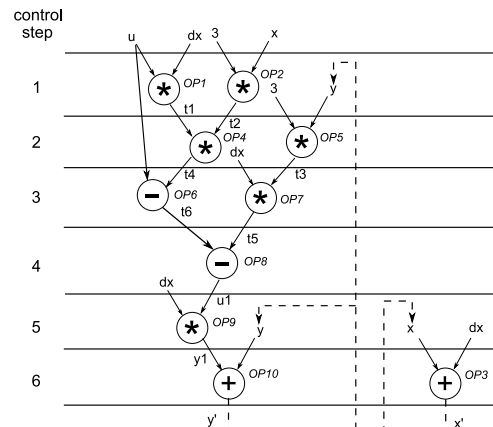 control
step
u dx 3 x
1 * OP1 * OP2 3 y
t1 t2
2 * OP4 * OP5
dx
t4 t3
3 - OP6 * OP7
t6
t5
4 - OP8
dx u1
5 * OP9 y x dx
y1
6 + OP10 + OP3
y' x'